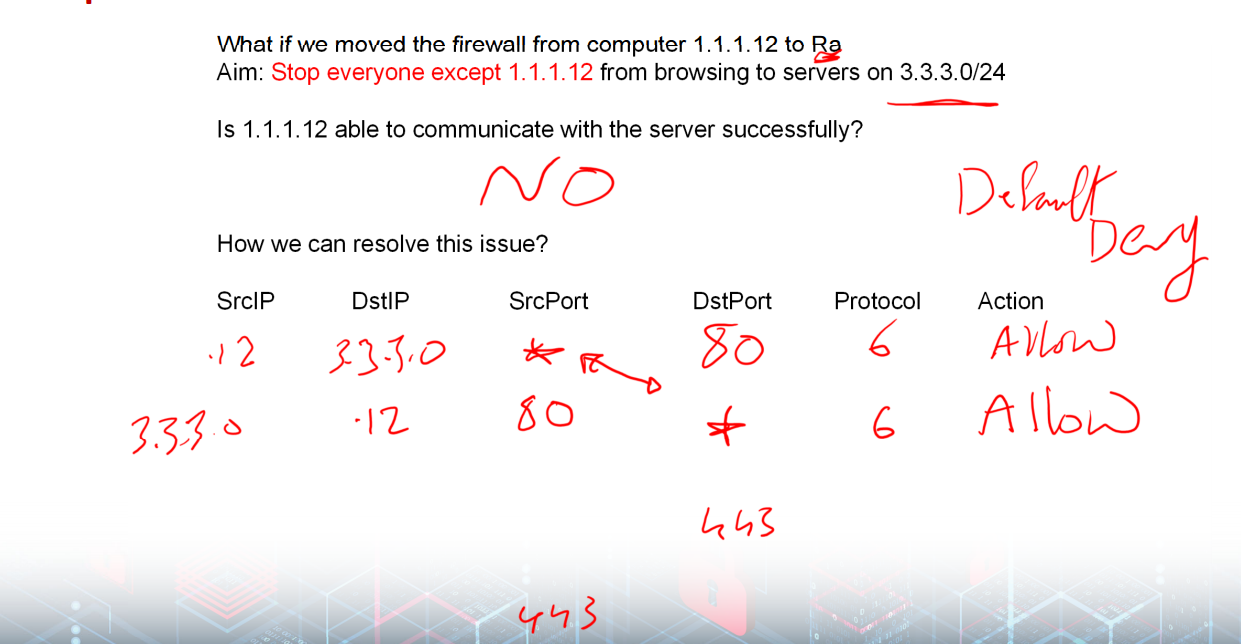 What if we moved the firewall from computer 1.1.1.12 to Ra
Aim: Stop everyone except 1.1.1.12 from browsing to servers on 3.3.3.0/24
Is 1.1.1.12 able to communicate with the server successfully?
NO
Default
Deny
How we can resolve this issue?
SrcIP DstIP SrcPort DstPort Protocol Action
.12 3.3.3.0 * 80 6 Allow
3.3.3.0 .12 80 * 6 Allow
443
443